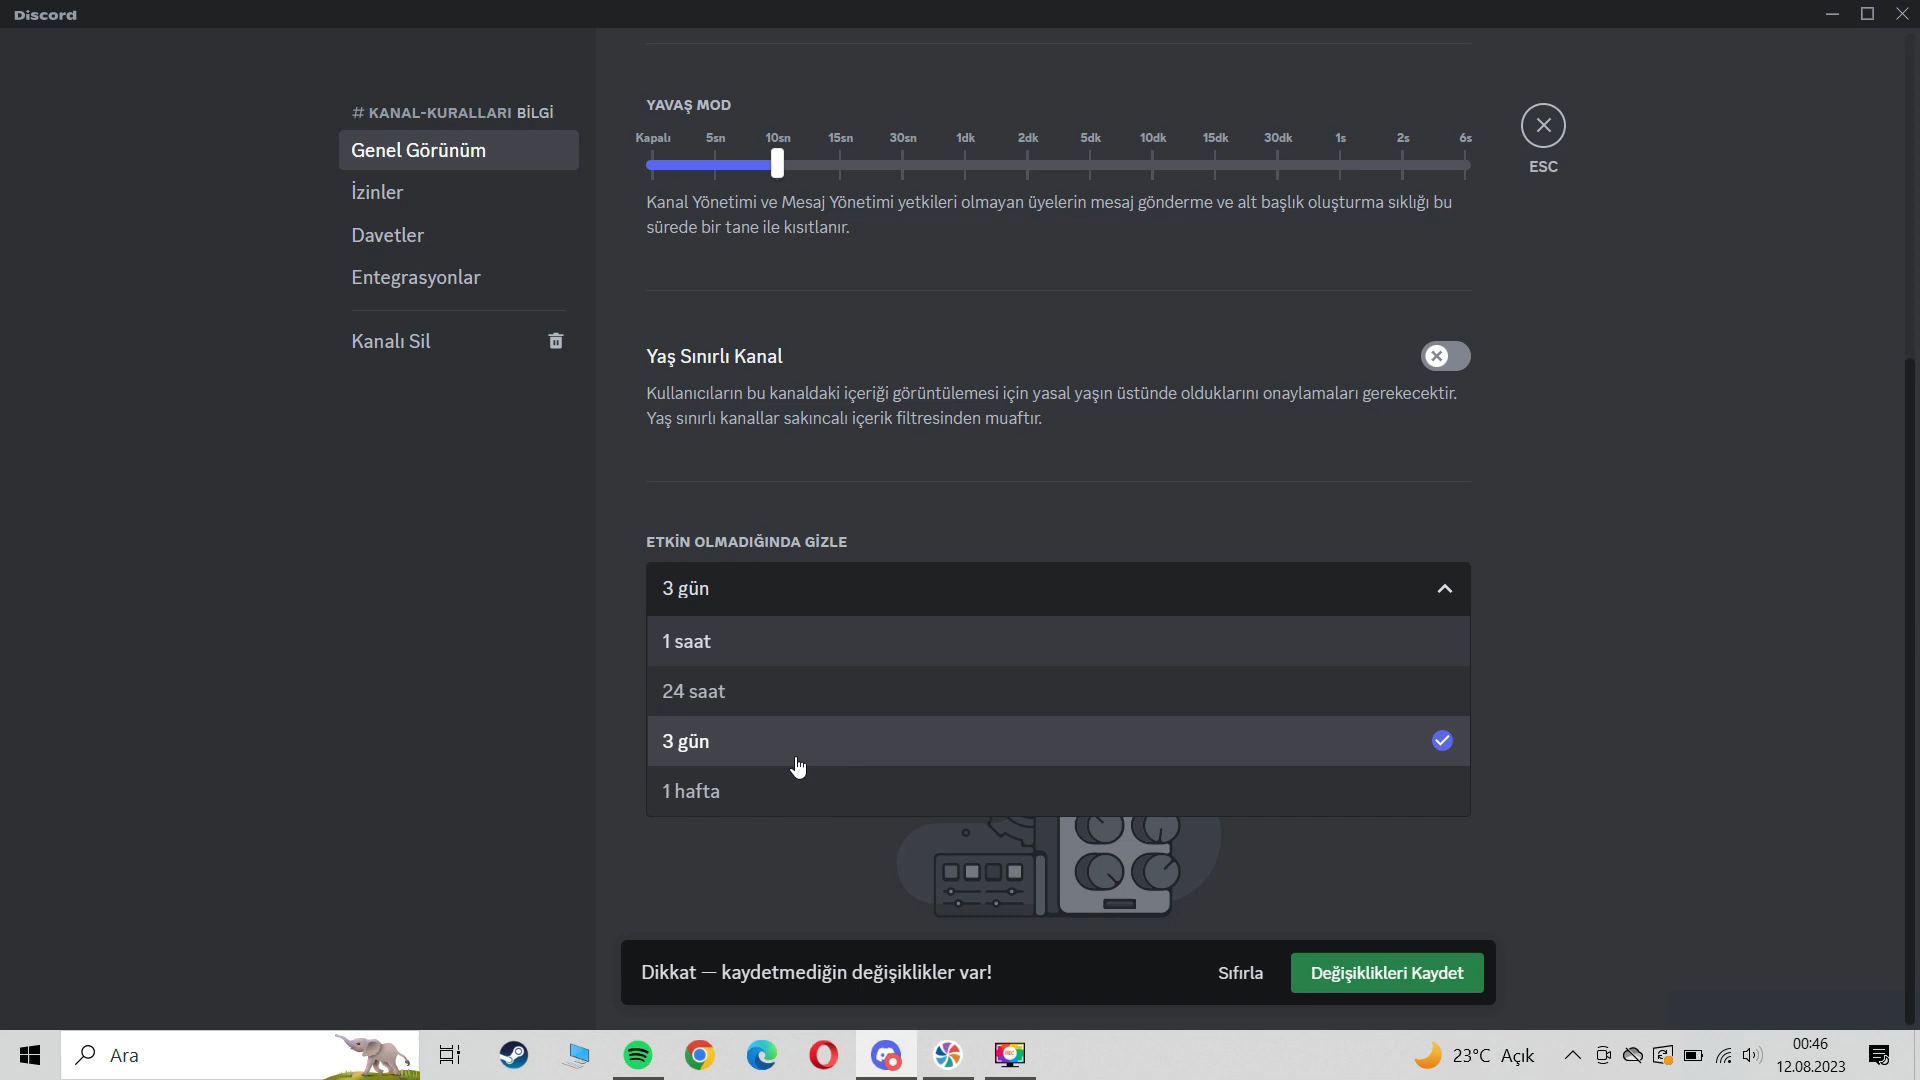 Discord
# KANAL-KURALLARI BİLGİ
Genel Görünüm
İzinler
Davetler
Entegrasyonlar
Kanalı Sil
YAVAŞ MOD
Kapalı 5sn 10sn 15sn 30sn 1dk 2dk 5dk 10dk 15dk 30dk 1s 2s 6s
Kanal Yönetimi ve Mesaj Yönetimi yetkileri olmayan üyelerin mesaj gönderme ve alt başlık oluşturma sıklığı bu
sürede bir tane ile kısıtlanır.
ESC
Yaş Sınırlı Kanal
Kullanıcıların bu kanaldaki içeriği görüntülemesi için yasal yaşın üstünde olduklarını onaylamaları gerekecektir.
Yaş sınırlı kanallar sakıncalı içerik filtresinden muaftır.
ETKİN OLMADIĞINDA GİZLE
3 gün
1 saat
24 saat
3 gün
1 hafta
Dikkat — kaydetmediğin değişiklikler var!
Sıfırla
Değişiklikleri Kaydet
Ara
REC
23°C Açık
00:46
12.08.2023